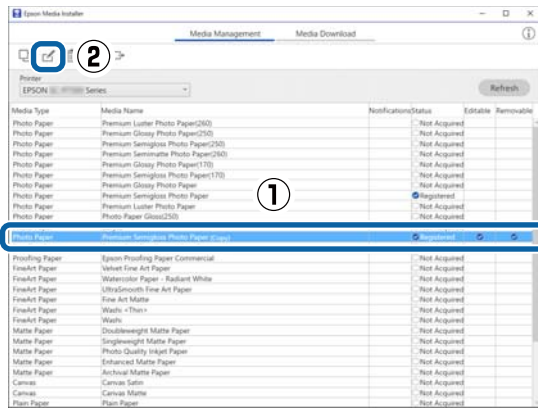 Epson Media Installer
Media Management Media Download
②
Printer
EPSON Series
Refresh
Media Type Media Name Notifications Status Editable Removable
Photo Paper Premium Luster Photo Paper(260) Not Acquired
Photo Paper Premium Glossy Photo Paper(250) Not Acquired
Photo Paper Premium Semigloss Photo Paper(250) Not Acquired
Photo Paper Premium Semimatte Photo Paper(260) Not Acquired
Photo Paper Premium Glossy Photo Paper(170) Not Acquired
Photo Paper Premium Semigloss Photo Paper(170) Not Acquired
Photo Paper Premium Glossy Photo Paper Not Acquired
Photo Paper Premium Semigloss Photo Paper Registered
Photo Paper Premium Luster Photo Paper Not Acquired
Photo Paper Photo Paper Gloss(250) Not Acquired
①
Photo Paper Premium Semigloss Photo Paper (Copy) Registered
Proofing Paper Epson Proofing Paper Commercial Not Acquired
FineArt Paper Velvet Fine Art Paper Not Acquired
FineArt Paper Watercolor Paper - Radiant White Not Acquired
FineArt Paper UltraSmooth Fine Art Paper Not Acquired
FineArt Paper Fine Art Matte Not Acquired
FineArt Paper Washi <Thin> Not Acquired
FineArt Paper Washi Not Acquired
Matte Paper Doubleweight Matte Paper Not Acquired
Matte Paper Singleweight Matte Paper Not Acquired
Matte Paper Photo Quality Inkjet Paper Not Acquired
Matte Paper Enhanced Matte Paper Not Acquired
Matte Paper Archival Matte Paper Not Acquired
Canvas Canvas Satin Not Acquired
Canvas Canvas Matte Not Acquired
Plain Paper Plain Paper Not Acquired